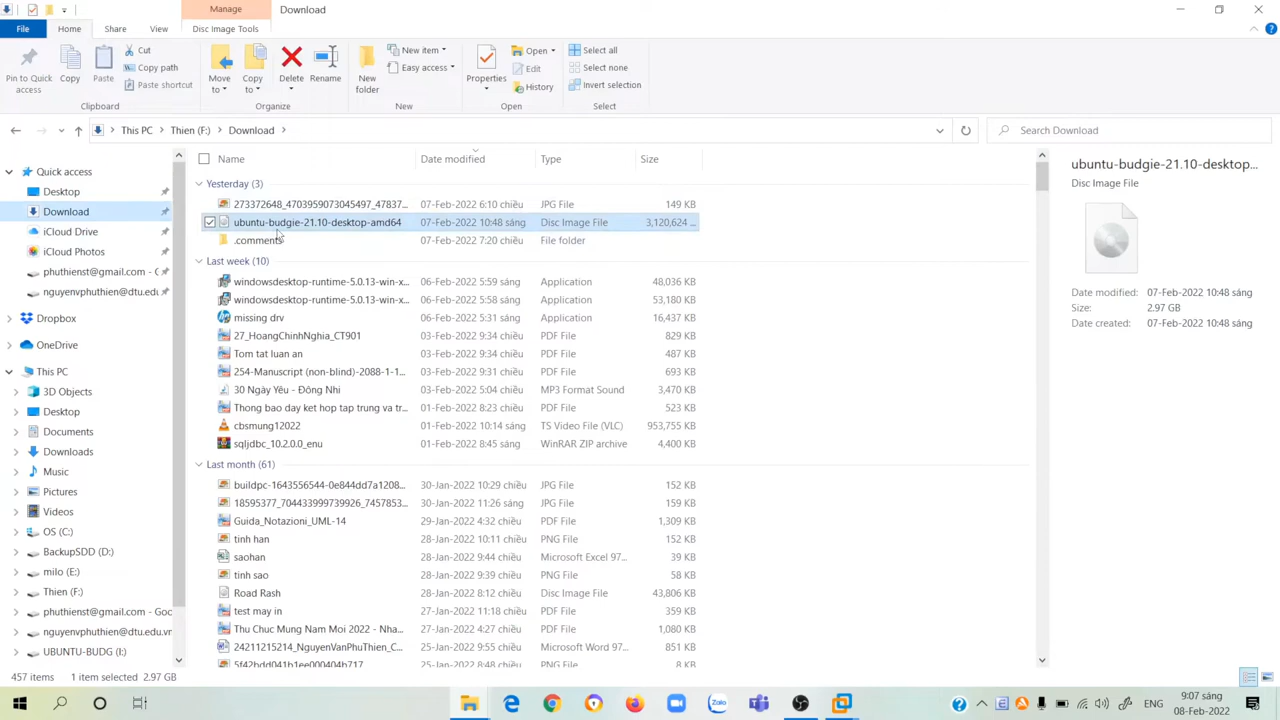 Manage
Download
File
Home
Share
View
Disc Image Tools
Pin to Quick access
Copy
Paste
Cut
Copy path
Paste shortcut
Clipboard
Move to
Copy to
Delete
Rename
Organize
New folder
New item
Easy access
New
Properties
Open
Edit
History
Open
Select all
Select none
Invert selection
Select
This PC
Thien (F:)
Download
Search Download
Quick access
Desktop
Download
iCloud Drive
iCloud Photos
phuthienst@gmail.com - G
nguyenvphuthien@dtu.edu.
Dropbox
OneDrive
This PC
3D Objects
Desktop
Documents
Downloads
Music
Pictures
Videos
OS (C:)
BackupSDD (D:)
milo (E:)
Thien (F:)
phuthienst@gmail.com - Goo
nguyenvphuthien@dtu.edu.vn
UBUNTU-BUDG (I:)
Name Date modified Type Size
Yesterday (3)
273372648_4703959073045497_47837... 07-Feb-2022 6:10 chiều JPG File 149 KB
ubuntu-budgie-21.10-desktop-amd64 07-Feb-2022 10:48 sáng Disc Image File 3,120,624 ...
.comments 07-Feb-2022 7:20 chiều File folder
Last week (10)
windowsdesktop-runtime-5.0.13-win-x... 06-Feb-2022 5:59 sáng Application 48,036 KB
windowsdesktop-runtime-5.0.13-win-x... 06-Feb-2022 5:58 sáng Application 53,180 KB
missing drv 06-Feb-2022 5:31 sáng Application 16,437 KB
27_HoangChinhNghia_CT901 03-Feb-2022 9:34 chiều PDF File 829 KB
Tom tat luan an 03-Feb-2022 9:34 chiều PDF File 487 KB
254-Manuscript (non-blind)-2088-1-1... 03-Feb-2022 9:31 chiều PDF File 693 KB
30 Ngày Yêu - Đông Nhi 03-Feb-2022 5:04 chiều MP3 Format Sound 3,470 KB
Thong bao day ket hop tap trung va tr... 01-Feb-2022 8:23 chiều PDF File 523 KB
cbsmung12022 01-Feb-2022 10:14 sáng TS Video File (VLC) 953,755 KB
sqljdbc_10.2.0.0_enu 01-Feb-2022 8:45 sáng WinRAR ZIP archive 4,400 KB
Last month (61)
buildpc-1643556544-0e844dd7a1208... 30-Jan-2022 10:29 chiều JPG File 152 KB
18595377_704433999739926_7457853... 30-Jan-2022 11:26 sáng JPG File 159 KB
Guida_Notazioni_UML-14 29-Jan-2022 4:32 chiều PDF File 1,309 KB
tinh han 28-Jan-2022 10:11 chiều PNG File 152 KB
saohan 28-Jan-2022 9:44 chiều Microsoft Excel 97... 39 KB
tinh sao 28-Jan-2022 9:39 chiều PNG File 58 KB
Road Rash 28-Jan-2022 8:12 chiều Disc Image File 43,806 KB
test may in 27-Jan-2022 11:18 chiều PDF File 359 KB
Thu Chuc Mung Nam Moi 2022 - Nha... 27-Jan-2022 4:27 chiều PDF File 1,080 KB
24211215214_NguyenVanPhuThien_C... 25-Jan-2022 9:55 sáng Microsoft Word 97... 851 KB
5f42bdd041b1ee000404b717 25-Jan-2022 8:48 sáng JPG File 8 KB
ubuntu-budgie-21.10-desktop...
Disc Image File
Date modified: 07-Feb-2022 10:48 sáng
Size: 2.97 GB
Date created: 07-Feb-2022 10:48 sáng
457 items 1 item selected 2.97 GB
Zalo
ENG
9:07 sáng
08-Feb-2022